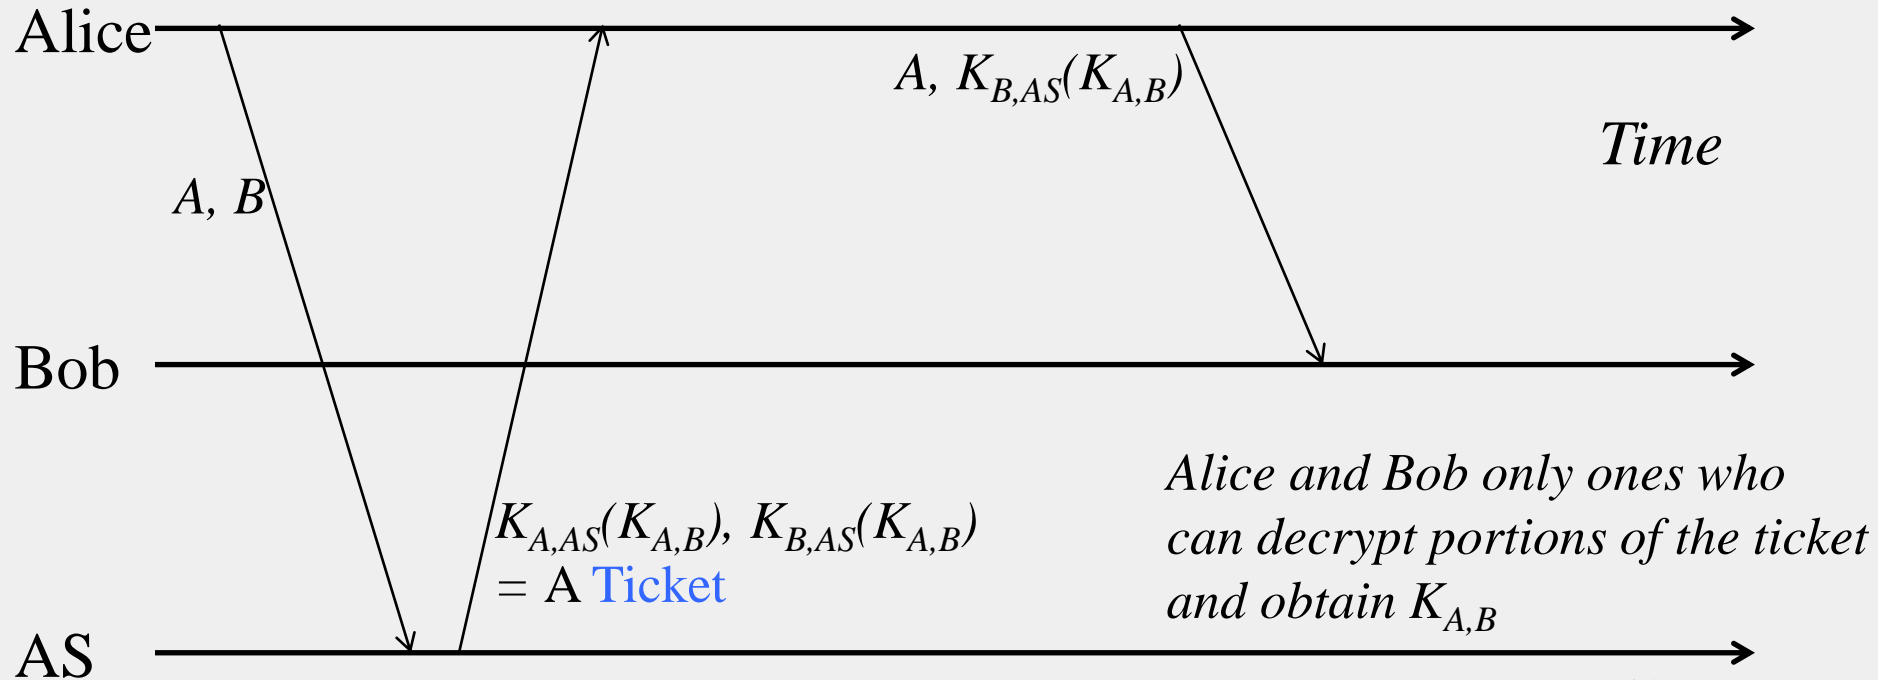 Alice
A, K_{B,AS}(K_{A,B})
Time
A, B
Bob
K_{A,AS}(K_{A,B}), K_{B,AS}(K_{A,B})
= A Ticket
Alice and Bob only ones who
can decrypt portions of the ticket
and obtain K_{A,B}
AS